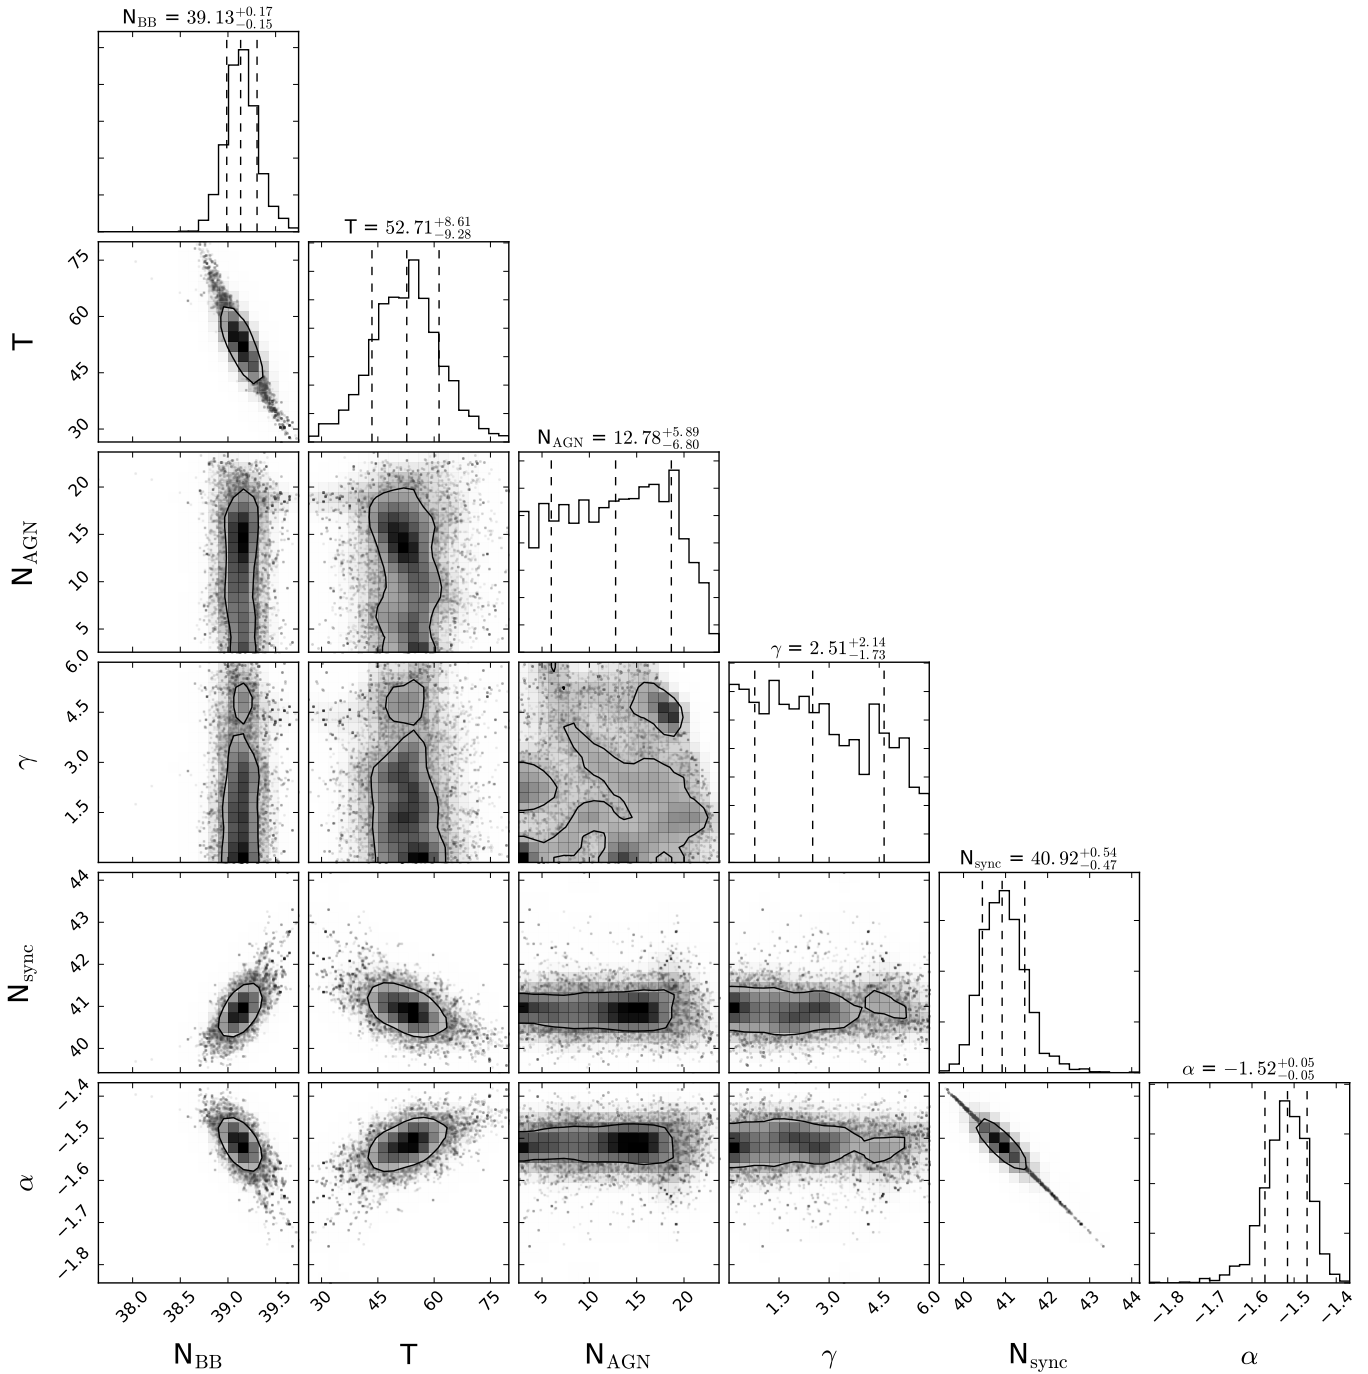 N_BB = 39.13^{+0.17}_{−0.15}
T = 52.71^{+8.61}_{−9.28}
75
60
45
30
T
N_AGN = 12.78^{+5.89}_{−6.80}
20
15
10
5
N_AGN
γ = 2.51^{+2.14}_{−1.73}
6.0
4.5
3.0
1.5
γ
N_sync = 40.92^{+0.54}_{−0.47}
44
43
42
41
40
N_sync
α = −1.52^{+0.05}_{−0.05}
−1.4
−1.5
−1.6
−1.7
−1.8
α
38.0 38.5 39.0 39.5 30 45 60 75 5 10 15 20 1.5 3.0 4.5 6.0 40 41 42 43 44 −1.8 −1.7 −1.6 −1.5 −1.4
N_BB T N_AGN γ N_sync α